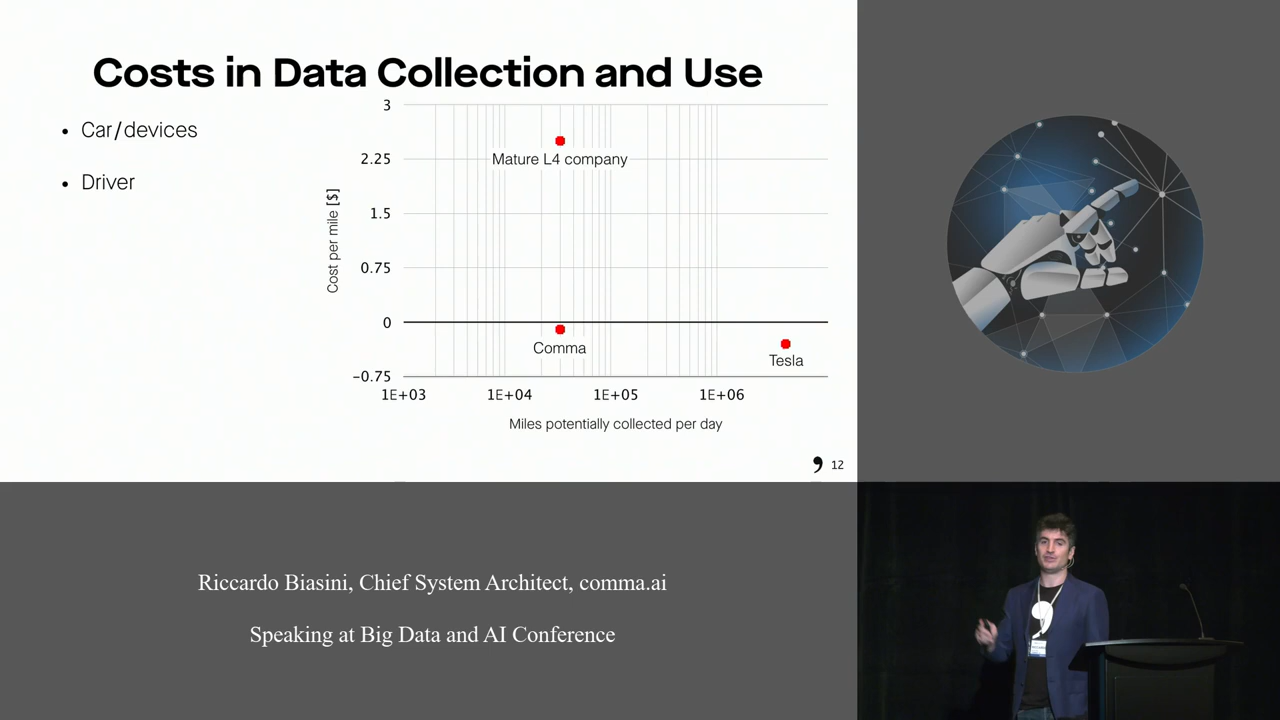 Costs in Data Collection and Use
• Car/devices
• Driver
3
2.25
1.5
0.75
0
−0.75
Cost per mile [$]
Mature L4 company
Comma
Tesla
1E+03
1E+04
1E+05
1E+06
Miles potentially collected per day
12
Riccardo Biasini, Chief System Architect, comma.ai
Speaking at Big Data and AI Conference